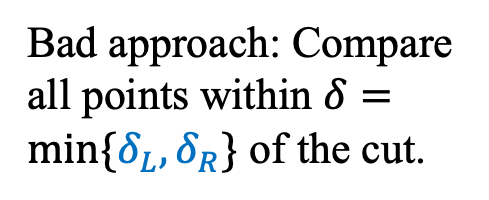 Bad approach: Compare
all points within δ =
min{δ_L, δ_R} of the cut.